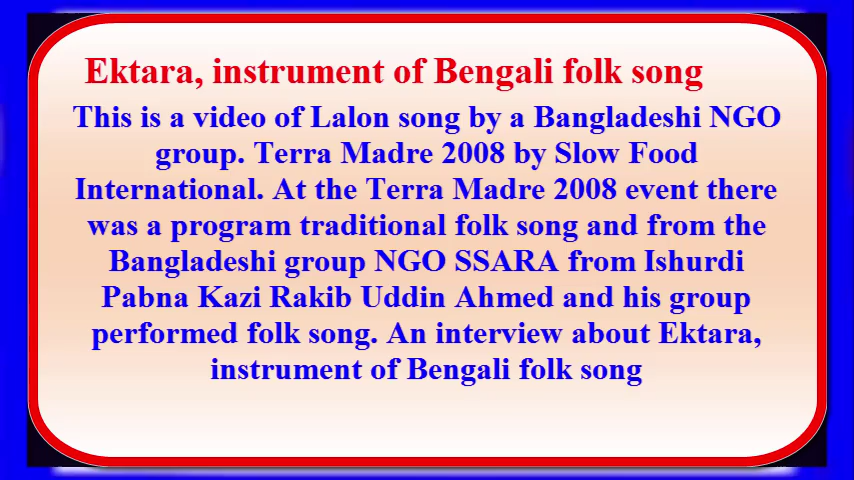 Ektara, instrument of Bengali folk song
This is a video of Lalon song by a Bangladeshi NGO
group. Terra Madre 2008 by Slow Food
International. At the Terra Madre 2008 event there
was a program traditional folk song and from the
Bangladeshi group NGO SSARA from Ishurdi
Pabna Kazi Rakib Uddin Ahmed and his group
performed folk song. An interview about Ektara,
instrument of Bengali folk song